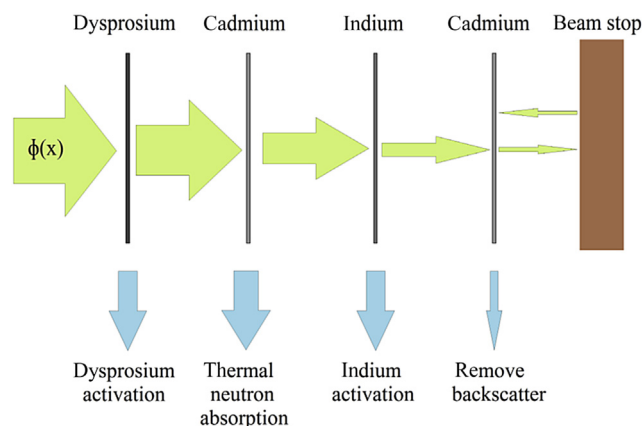 Dysprosium Cadmium Indium Cadmium Beam stop
ϕ(x)
Dysprosium
activation
Thermal
neutron
absorption
Indium
activation
Remove
backscatter